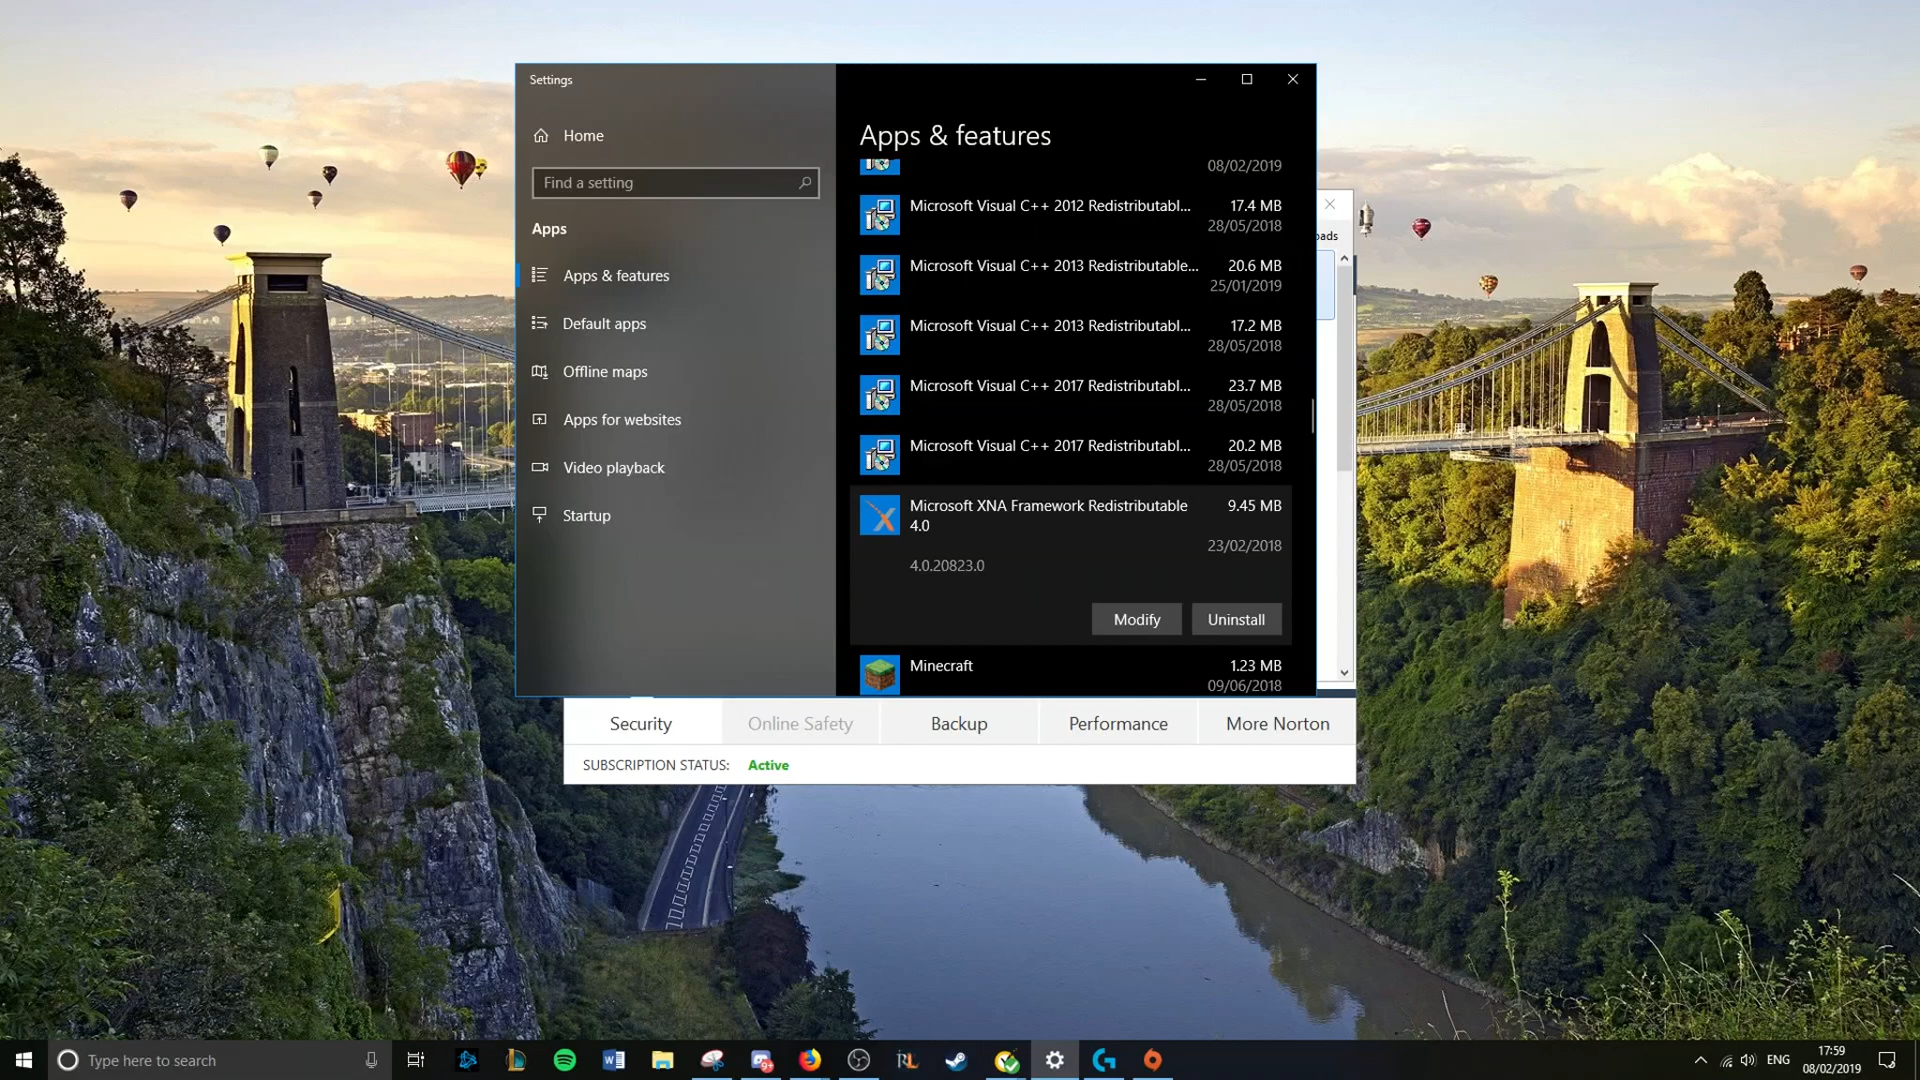 Settings
Home
Find a setting
Apps
Apps & features
Default apps
Offline maps
Apps for websites
Video playback
Startup
Apps & features
08/02/2019
Microsoft Visual C++ 2012 Redistributabl... 17.4 MB
28/05/2018
Microsoft Visual C++ 2013 Redistributable... 20.6 MB
25/01/2019
Microsoft Visual C++ 2013 Redistributabl... 17.2 MB
28/05/2018
Microsoft Visual C++ 2017 Redistributabl... 23.7 MB
28/05/2018
Microsoft Visual C++ 2017 Redistributabl... 20.2 MB
28/05/2018
Microsoft XNA Framework Redistributable 9.45 MB
4.0
23/02/2018
4.0.20823.0
Modify Uninstall
Minecraft 1.23 MB
09/06/2018
oads
Security Online Safety Backup Performance More Norton
SUBSCRIPTION STATUS: Active
Type here to search
ENG
17:59
08/02/2019